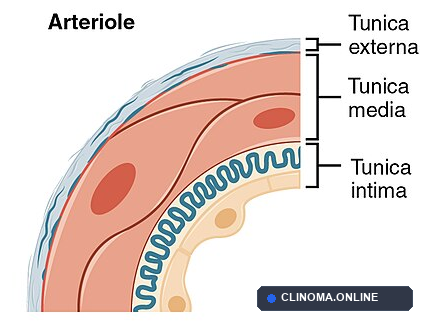 Arteriole
Tunica
externa
Tunica
media
Tunica
intima
CLINOMA.ONLINE